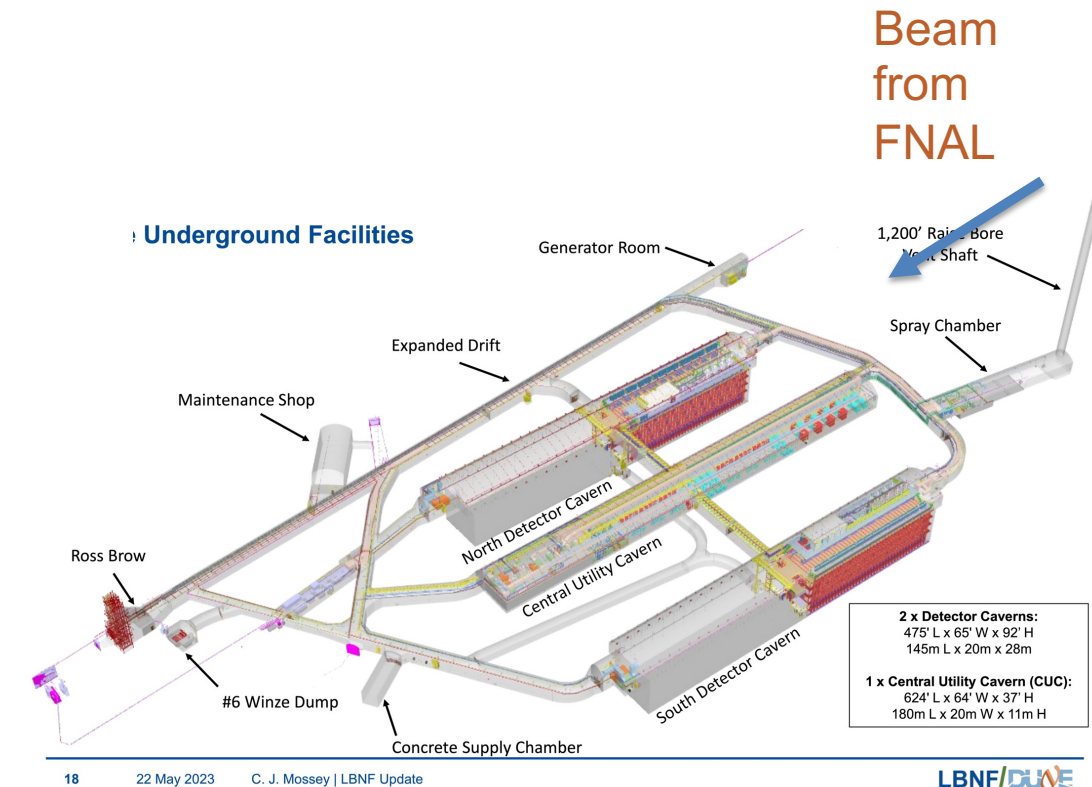 Beam
from
FNAL
Underground Facilities
Generator Room
1,200' Raise Bore
Vent Shaft
Spray Chamber
Expanded Drift
Maintenance Shop
North Detector Cavern
Ross Brow
Central Utility Cavern
2 x Detector Caverns:
475' L x 65' W x 92' H
145m L x 20m x 28m
1 x Central Utility Cavern (CUC):
624' L x 64' W x 37' H
180m L x 20m W x 11m H
South Detector Cavern
#6 Winze Dump
Concrete Supply Chamber
18 22 May 2023 C. J. Mossey | LBNF Update
LBNF/DUNE